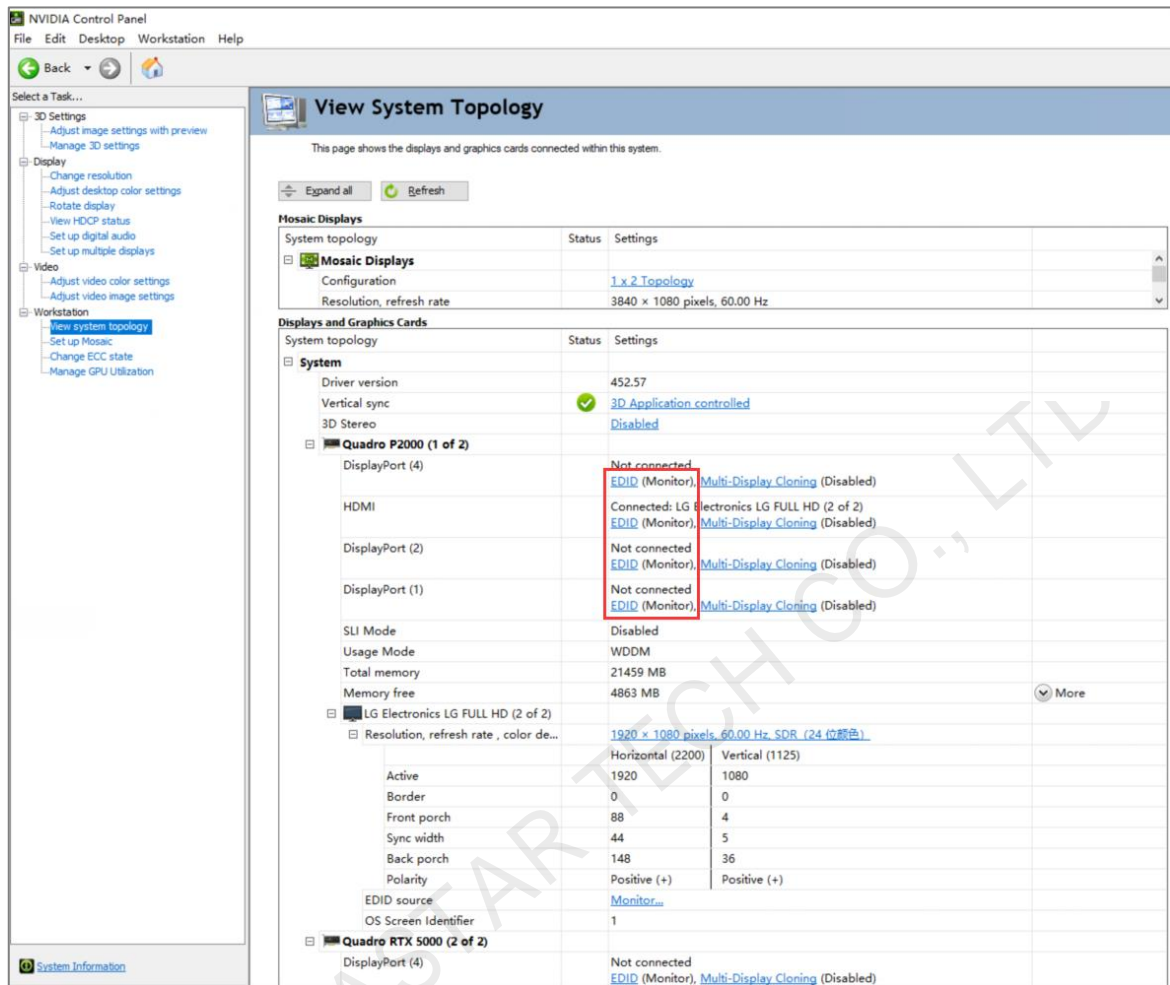 NVIDIA Control Panel
File Edit Desktop Workstation Help
Back
Select a Task...
3D Settings
Adjust image settings with preview
Manage 3D settings
Display
Change resolution
Adjust desktop color settings
Rotate display
View HDCP status
Set up digital audio
Set up multiple displays
Video
Adjust video color settings
Adjust video image settings
Workstation
View system topology
Set up Mosaic
Change ECC state
Manage GPU Utilization
System Information
View System Topology
This page shows the displays and graphics cards connected within this system.
Expand all Refresh
Mosaic Displays
System topology Status Settings
Mosaic Displays
Configuration 1 x 2 Topology
Resolution, refresh rate 3840 × 1080 pixels, 60.00 Hz
Displays and Graphics Cards
System topology Status Settings
System
Driver version 452.57
Vertical sync 3D Application controlled
3D Stereo Disabled
Quadro P2000 (1 of 2)
DisplayPort (4) Not connected
EDID (Monitor), Multi-Display Cloning (Disabled)
HDMI Connected: LG Electronics LG FULL HD (2 of 2)
EDID (Monitor), Multi-Display Cloning (Disabled)
DisplayPort (2) Not connected
EDID (Monitor), Multi-Display Cloning (Disabled)
DisplayPort (1) Not connected
EDID (Monitor), Multi-Display Cloning (Disabled)
SLI Mode Disabled
Usage Mode WDDM
Total memory 21459 MB
Memory free 4863 MB More
LG Electronics LG FULL HD (2 of 2)
Resolution, refresh rate , color de... 1920 × 1080 pixels, 60.00 Hz, SDR（24 位颜色）
Horizontal (2200) Vertical (1125)
Active 1920 1080
Border 0 0
Front porch 88 4
Sync width 44 5
Back porch 148 36
Polarity Positive (+) Positive (+)
EDID source Monitor...
OS Screen Identifier 1
Quadro RTX 5000 (2 of 2)
DisplayPort (4) Not connected
EDID (Monitor), Multi-Display Cloning (Disabled)
ASTAR TECH CO., LTD